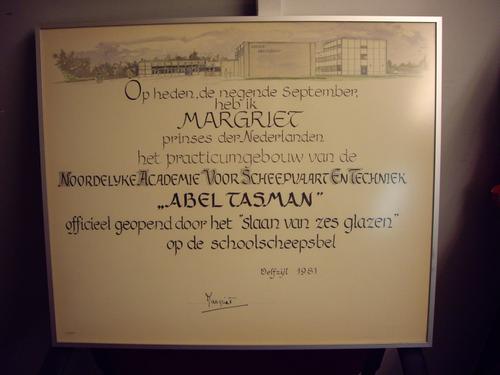 Op heden, de negende September,
heb ik
MARGRIET
prinses der Nederlanden
het practicumgebouw van de
NOORDELYKE ACADEMIE VOOR SCHEEPVAART EN TECHNIEK
„ABEL TASMAN"
officieel geopend door het "slaan van zes glazen"
op de schoolscheepsbel
Delfzijl 1981
Margriet